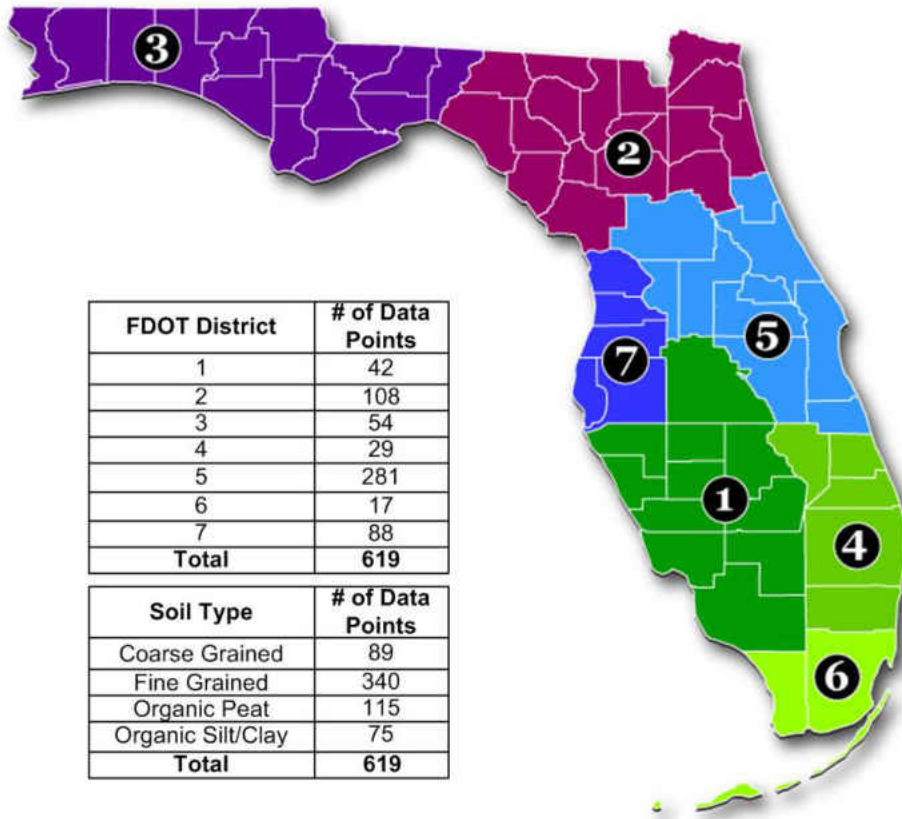 3
2
5
7
1
4
6
FDOT District # of Data Points
1 42
2 108
3 54
4 29
5 281
6 17
7 88
Total 619
Soil Type # of Data Points
Coarse Grained 89
Fine Grained 340
Organic Peat 115
Organic Silt/Clay 75
Total 619